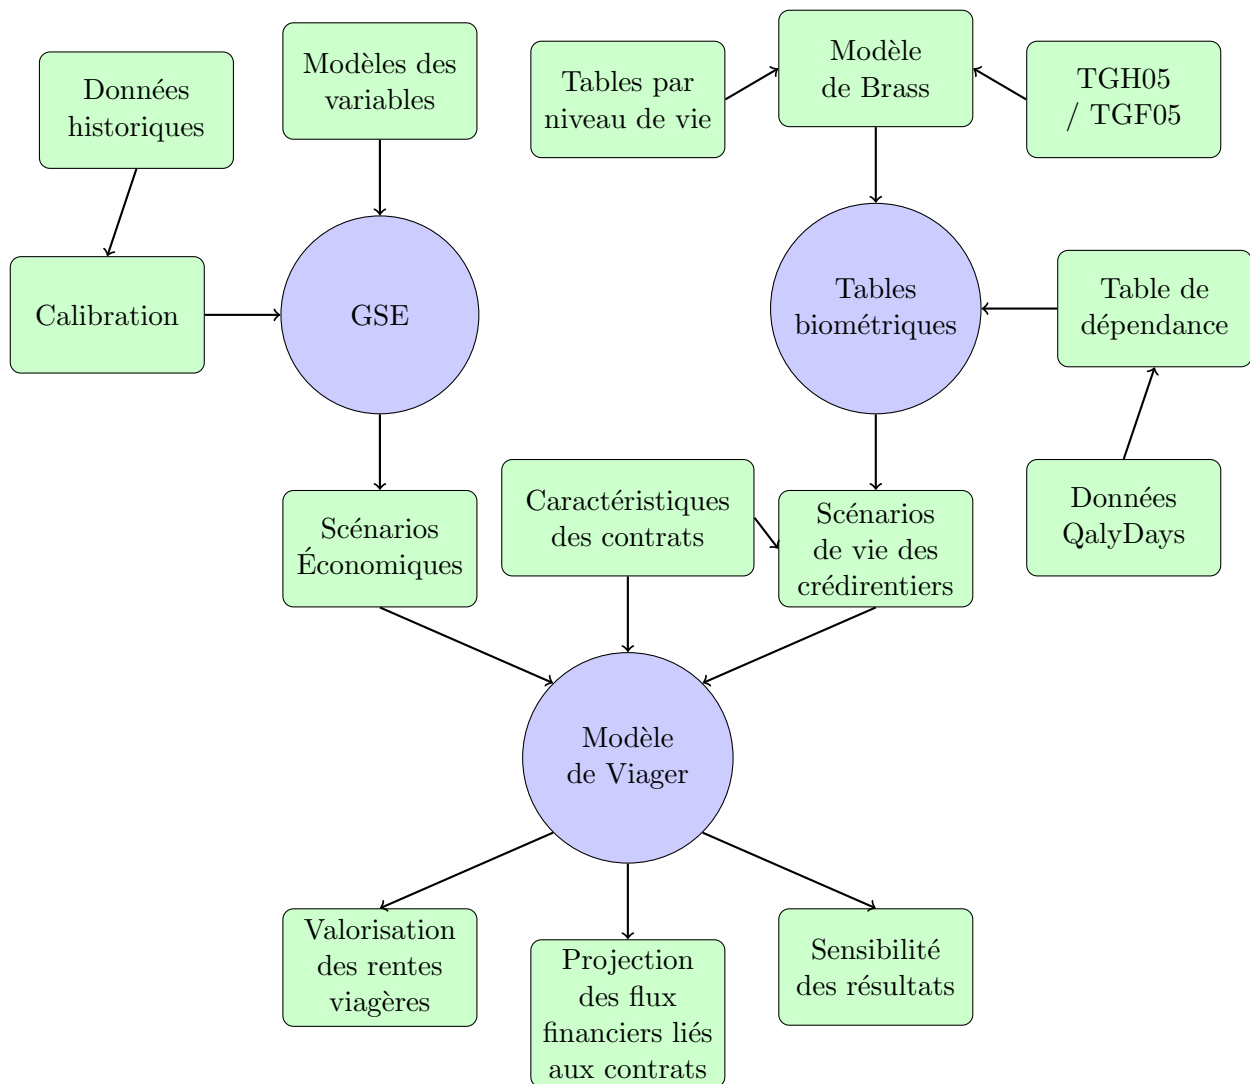 Données
historiques
Modèles des
variables
Tables par
niveau de vie
Modèle
de Brass
TGH05
/ TGF05
Calibration
GSE
Tables
biométriques
Table de
dépendance
Scénarios
Économiques
Caractéristiques
des contrats
Scénarios
de vie des
crédirentiers
Données
QalyDays
Modèle
de Viager
Valorisation
des rentes
viagères
Projection
des flux
financiers liés
aux contrats
Sensibilité
des résultats